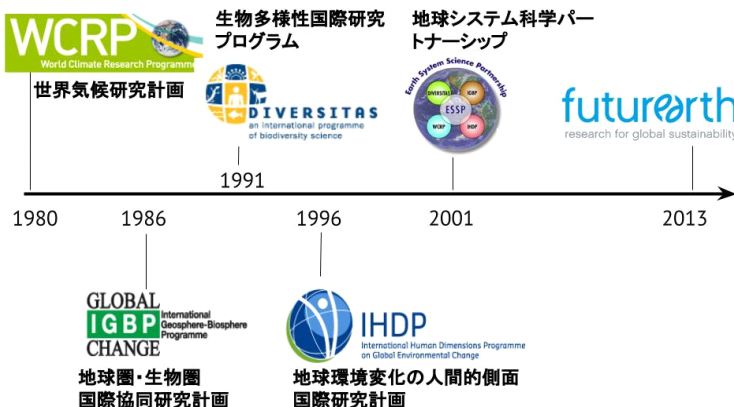 WCRP
World Climate Research Programme
世界気候研究計画
生物多様性国際研究
プログラム
DIVERSITAS
an international programme
of biodiversity science
地球システム科学パー
トナーシップ
Earth System Science Partnership
DIVERSITAS
IGBP
ESSP
WCRP
IHDP
futurearth
research for global sustainability
1991
1980
1986
1996
2001
2013
GLOBAL
IGBP
International
Geosphere-Biosphere
Programme
CHANGE
地球圏・生物圏
国際協同研究計画
IHDP
International Human Dimensions Programme
on Global Environmental Change
地球環境変化の人間的側面
国際研究計画